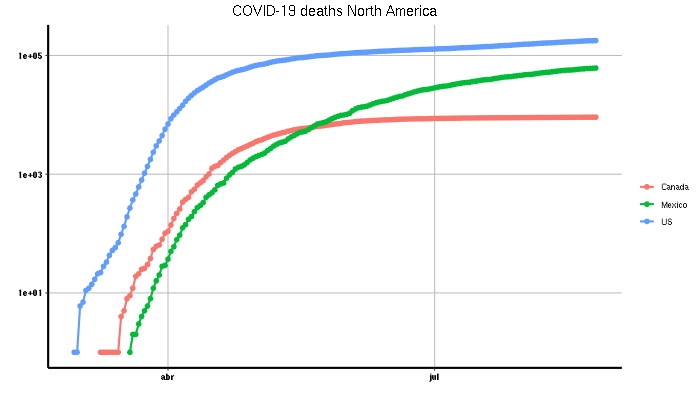 COVID-19 deaths North America
1e+05
1e+03
1e+01
abr
jul
Canada
Mexico
US